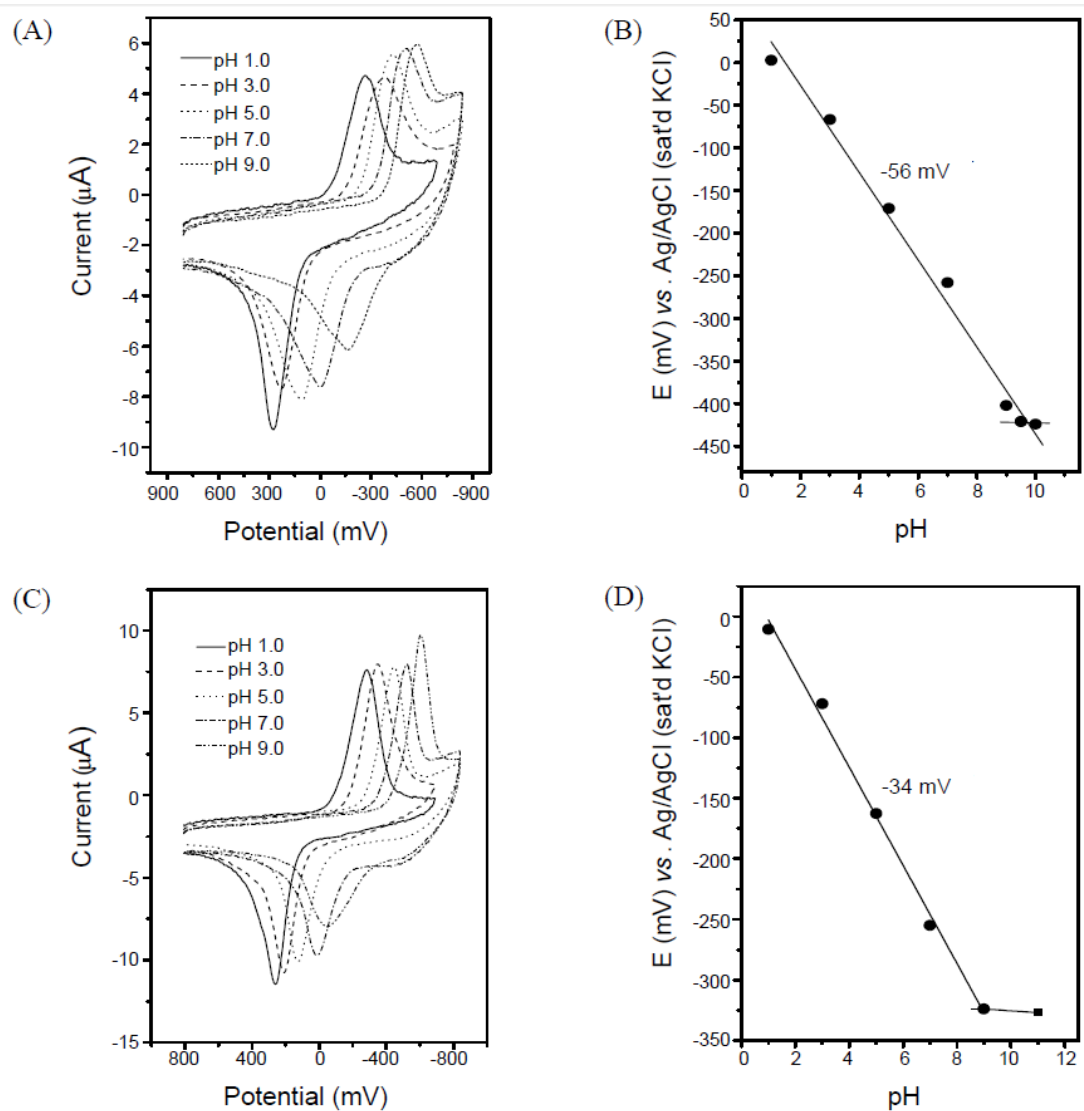 (A)
6
4
2
0
-2
-4
-6
-8
-10
Current (μA)
pH 1.0
pH 3.0
pH 5.0
pH 7.0
pH 9.0
900 600 300 0 -300 -600 -900
Potential (mV)
(B)
50
0
-50
-100
-150
-200
-250
-300
-350
-400
-450
E (mV) vs. Ag/AgCl (sat'd KCl)
-56 mV
0 2 4 6 8 10
pH
(C)
10
5
0
-5
-10
-15
Current (μA)
pH 1.0
pH 3.0
pH 5.0
pH 7.0
pH 9.0
800 400 0 -400 -800
Potential (mV)
(D)
0
-50
-100
-150
-200
-250
-300
-350
E (mV) vs. Ag/AgCl (sat'd KCl)
-34 mV
0 2 4 6 8 10 12
pH